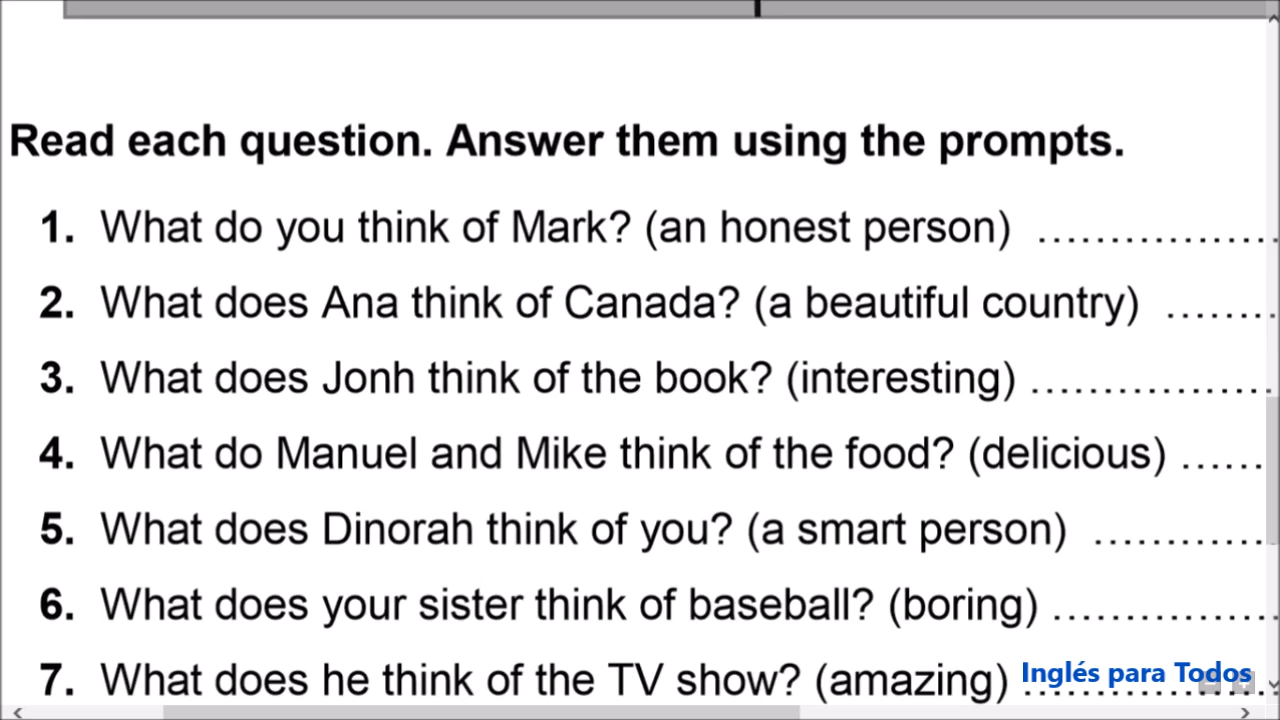 Read each question. Answer them using the prompts.
1. What do you think of Mark? (an honest person) .................
2. What does Ana think of Canada? (a beautiful country) ........
3. What does Jonh think of the book? (interesting) .................
4. What do Manuel and Mike think of the food? (delicious) ......
5. What does Dinorah think of you? (a smart person) ............
6. What does your sister think of baseball? (boring) ................
7. What does he think of the TV show? (amazing) ..................
Inglés para Todos